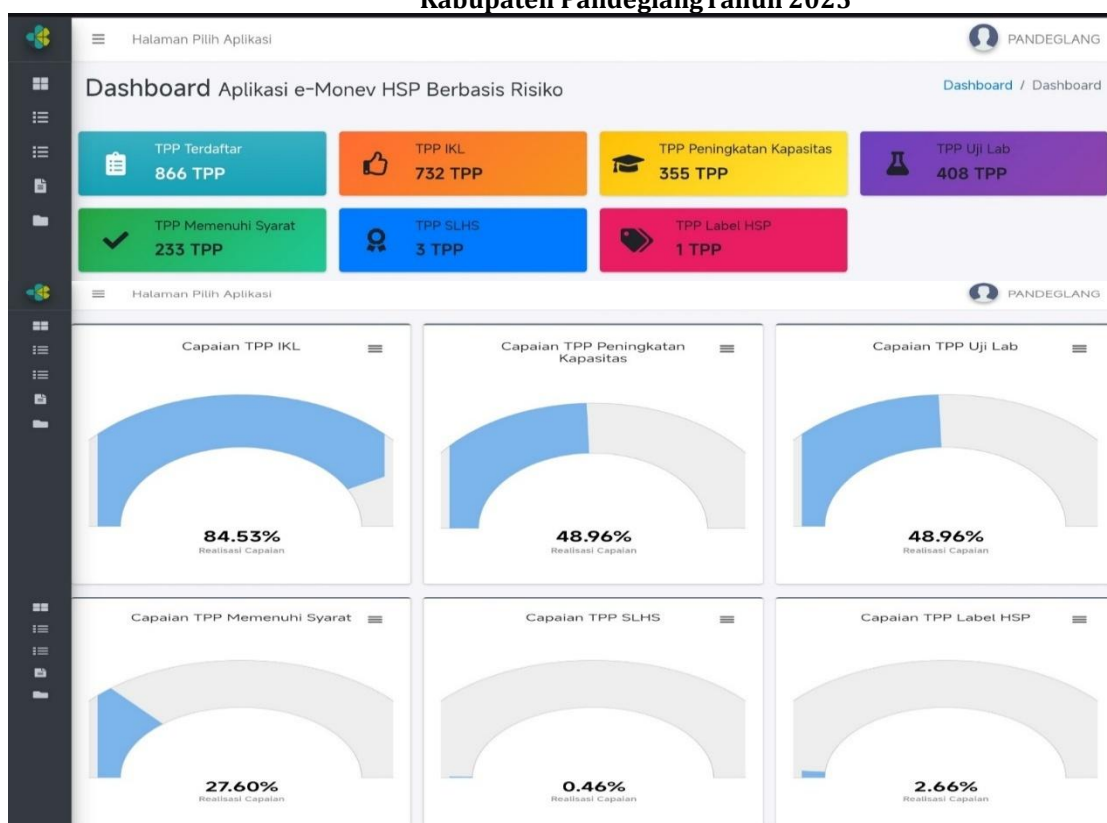 Kabupaten PandeglangTahun 2023
Halaman Pilih Aplikasi
PANDEGLANG
Dashboard Aplikasi e-Monev HSP Berbasis Risiko
Dashboard / Dashboard
TPP Terdaftar
866 TPP
TPP IKL
732 TPP
TPP Peningkatan Kapasitas
355 TPP
TPP Uji Lab
408 TPP
TPP Memenuhi Syarat
233 TPP
TPP SLHS
3 TPP
TPP Label HSP
1 TPP
Halaman Pilih Aplikasi
PANDEGLANG
Capaian TPP IKL
84.53%
Realisasi Capaian
Capaian TPP Peningkatan
Kapasitas
48.96%
Realisasi Capaian
Capaian TPP Uji Lab
48.96%
Realisasi Capaian
Capaian TPP Memenuhi Syarat
27.60%
Realisasi Capaian
Capaian TPP SLHS
0.46%
Realisasi Capaian
Capaian TPP Label HSP
2.66%
Realisasi Capaian